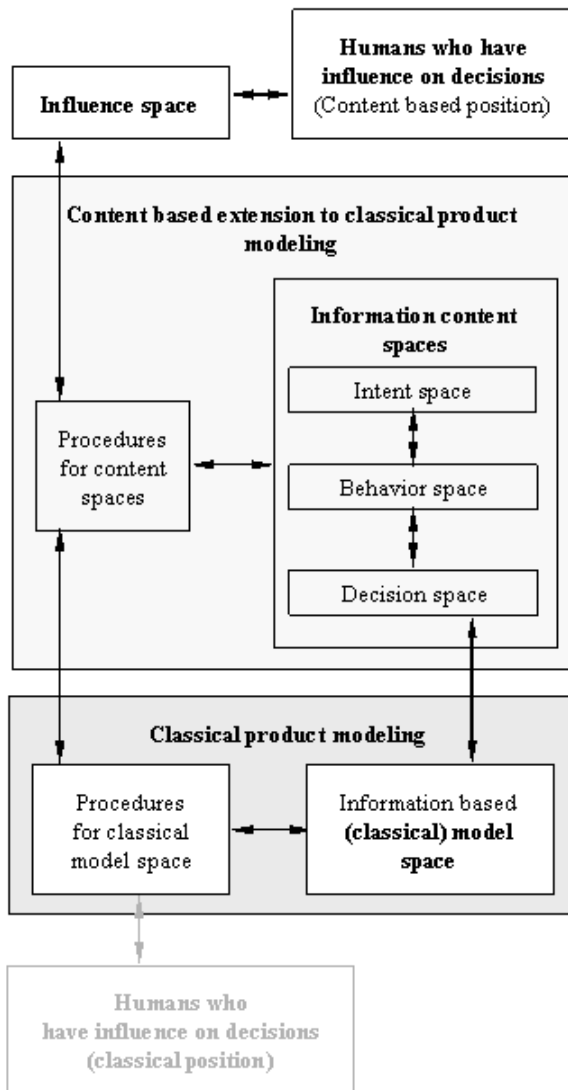 Humans who have
influence on decisions
(Content based position)
Influence space
Content based extension to classical product
modeling
Information content
spaces
Intent space
Procedures
for content
spaces
Behavior space
Decision space
Classical product modeling
Procedures
for classical
model space
Information based
(classical) model
space
Humans who
have influence on decisions
(classical position)